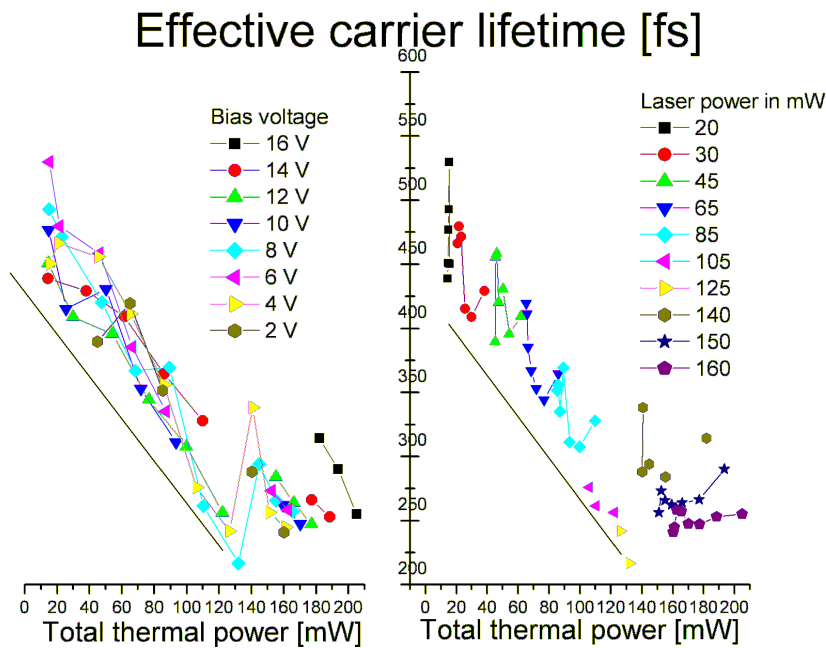 Effective carrier lifetime [fs]
Bias voltage
16 V
14 V
12 V
10 V
8 V
6 V
4 V
2 V
0 20 40 60 80 100 120 140 160 180 200
Total thermal power [mW]
600
550
500
450
400
350
300
250
200
Laser power in mW
20
30
45
65
85
105
125
140
150
160
0 20 40 60 80 100 120 140 160 180 200
Total thermal power [mW]